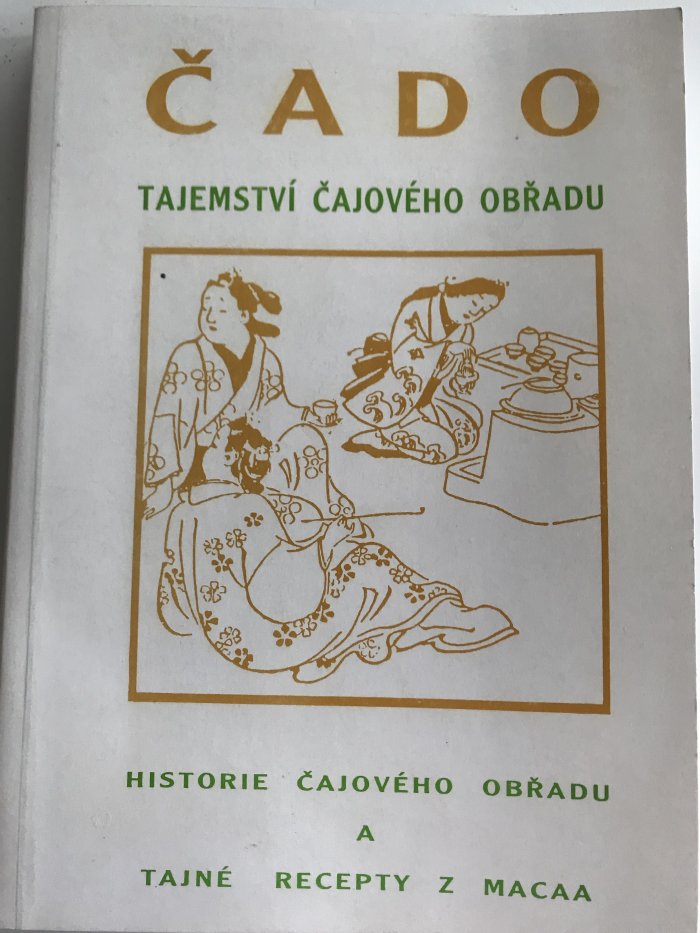 ČADO
TAJEMSTVÍ ČAJOVÉHO OBŘADU
HISTORIE ČAJOVÉHO OBŘADU
A
TAJNÉ RECEPTY Z MACAA